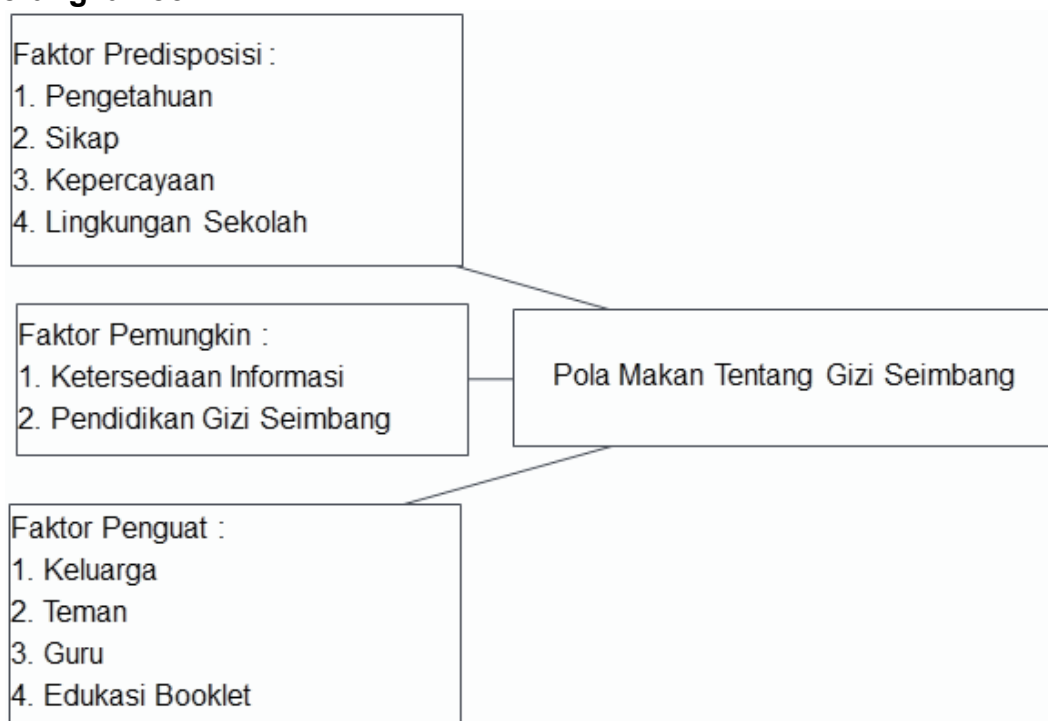 Faktor Predisposisi :
1. Pengetahuan
2. Sikap
3. Kepercayaan
4. Lingkungan Sekolah
Faktor Pemungkin :
1. Ketersediaan Informasi
2. Pendidikan Gizi Seimbang
Pola Makan Tentang Gizi Seimbang
Faktor Penguat :
1. Keluarga
2. Teman
3. Guru
4. Edukasi Booklet